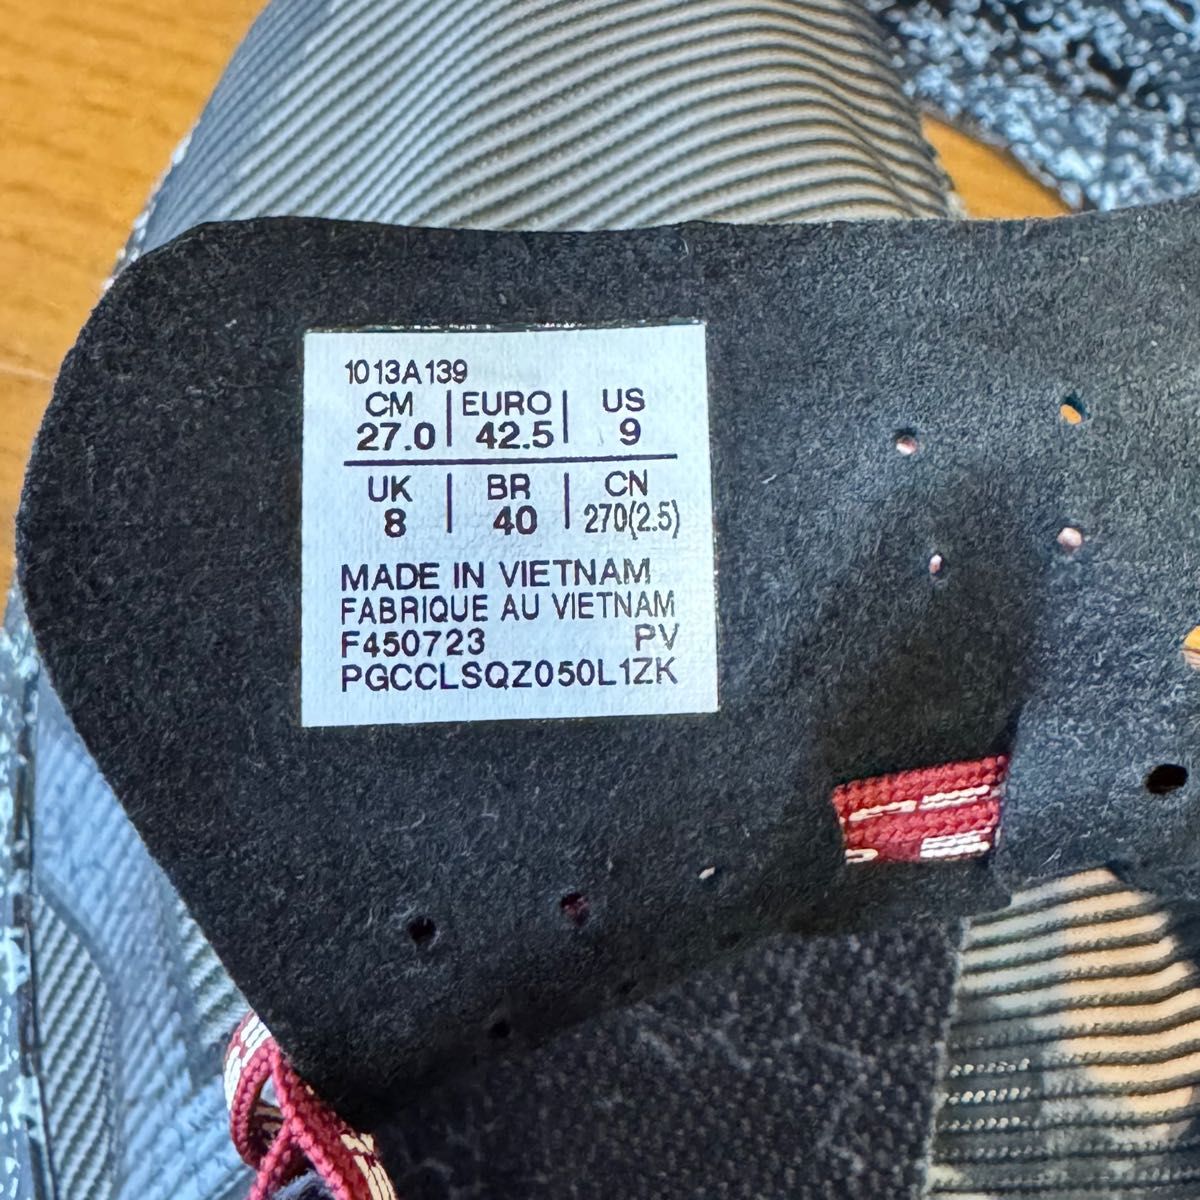 1013A139
CM | EURO | US
27.0 | 42.5 | 9
UK | BR | CN
8 | 40 | 270(2.5)
MADE IN VIETNAM
FABRIQUE AU VIETNAM
F450723 PV
PGCCLSQZ050L1ZK